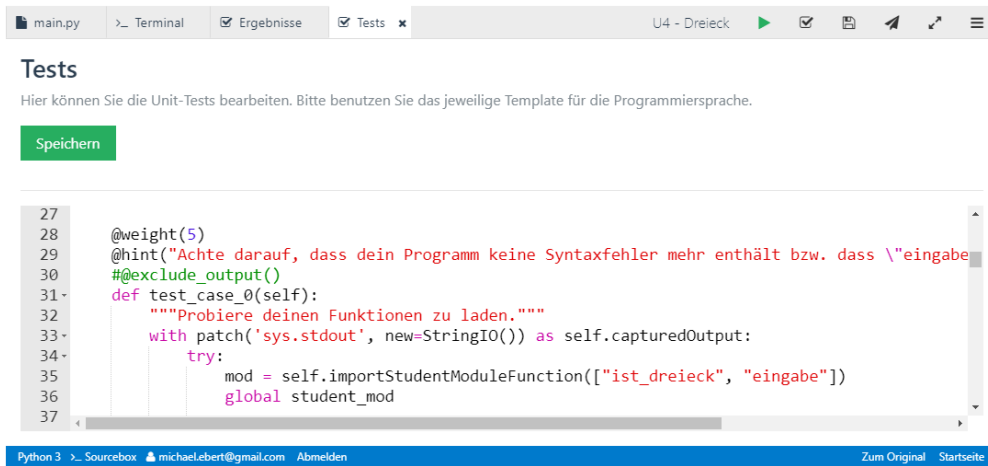 main.py >_ Terminal Ergebnisse Tests × U4 - Dreieck
Tests
Hier können Sie die Unit-Tests bearbeiten. Bitte benutzen Sie das jeweilige Template für die Programmiersprache.
Speichern
27
28 @weight(5)
29 @hint("Achte darauf, dass dein Programm keine Syntaxfehler mehr enthält bzw. dass \"eingabe
30 #@exclude_output()
31 def test_case_0(self):
32 """Probiere deinen Funktionen zu laden."""
33 with patch('sys.stdout', new=StringIO()) as self.capturedOutput:
34 try:
35 mod = self.importStudentModuleFunction(["ist_dreieck", "eingabe"])
36 global student_mod
37
Python 3 >_ Sourcebox michael.ebert@gmail.com Abmelden Zum Original Startseite